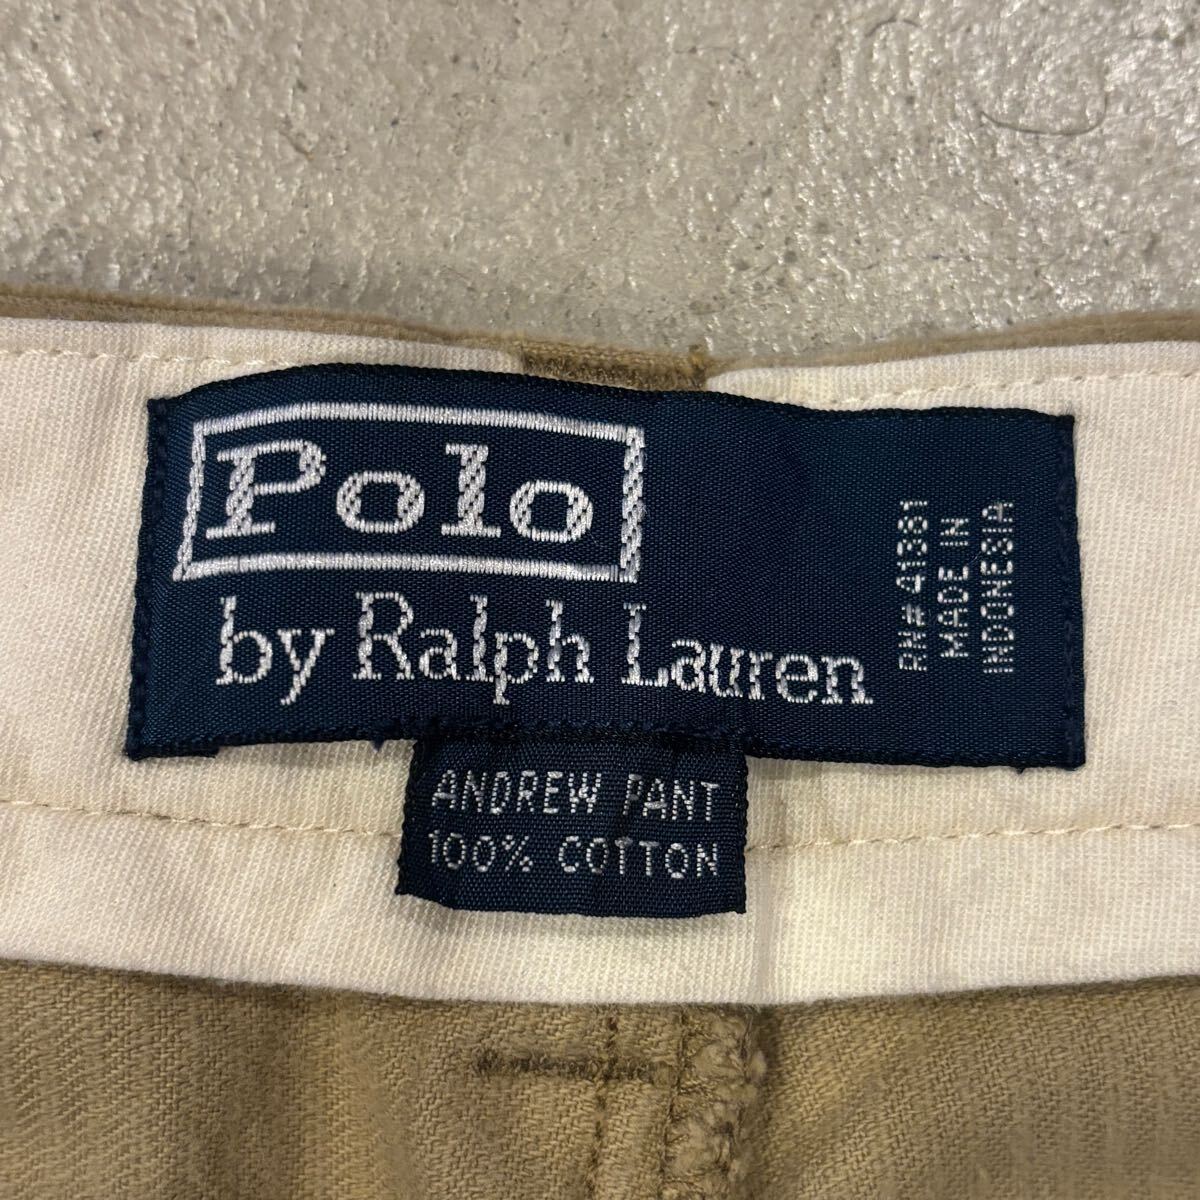 Polo
by Ralph Lauren
RN# 41381
MADE IN
INDONESIA
ANDREW PANT
100% COTTON